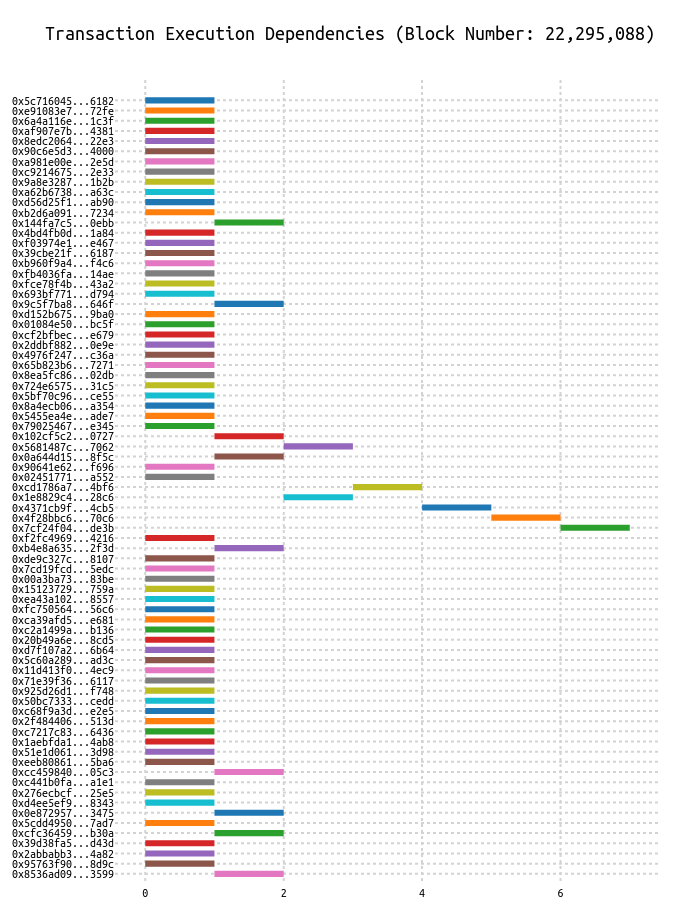 Transaction Execution Dependencies (Block Number: 22,295,088)
0x5c716045...6182
0xe91083e7...72fe
0x6a4a116e...1c3f
0xaf907e7b...4381
0x8edc2064...22e3
0x90c6e5d3...4000
0xa981e00e...2e5d
0xc9214675...2e33
0x9a8e3287...1b2b
0xa62b6738...a63c
0xd56d25f1...ab90
0xb2d6a091...7234
0x144fa7c5...0ebb
0x4bd4fb0d...1a84
0xf03974e1...e467
0x39cbe21f...6187
0xb960f9a4...f4c6
0xfb4036fa...14ae
0xfce78f4b...43a2
0x693bf771...d794
0x9c5f7ba8...646f
0xd152b675...9ba0
0x01084e50...bc5f
0xcf2bfbec...e679
0x2ddbf882...0e9e
0x4976f247...c36a
0x65b823b6...7271
0x8ea5fc86...02db
0x724e6575...31c5
0x5bf70c96...ce55
0x8a4ecb06...a354
0x5455ea4e...ade7
0x79025467...e345
0x102cf5c2...0727
0x5681487c...7062
0x0a644d15...8f5c
0x90641e62...f696
0x02451771...a552
0xcd1786a7...4bf6
0x1e8829c4...28c6
0x4371cb9f...4cb5
0x4f28bbc6...70c6
0x7cf24f04...de3b
0xf2fc4969...4216
0xb4e8a635...2f3d
0xde9c327c...8107
0x7cd19fcd...5edc
0x00a3ba73...83be
0x15123729...759a
0xea43a102...8557
0xfc750564...56c6
0xca39afd5...e681
0xc2a1499a...b136
0x20b49a6e...8cd5
0xd7f107a2...6b64
0x5c60a289...ad3c
0x11d413f0...4ec9
0x71e39f36...6117
0x925d26d1...f748
0x50bc7333...cedd
0xc68f9a3d...e2e5
0x2f484406...513d
0xc7217c83...6436
0x1aebfda1...4ab8
0x51e1d061...3d98
0xeeb80861...5ba6
0xcc459840...05c3
0xc441b0fa...a1e1
0x276ecbcf...25e5
0xd4ee5ef9...8343
0x0e872957...3475
0x5cdd4950...7ad7
0xcfc36459...b30a
0x39d38fa5...d43d
0x2abbabb3...4a82
0x95763f90...8d9c
0x8536ad09...3599
0 2 4 6